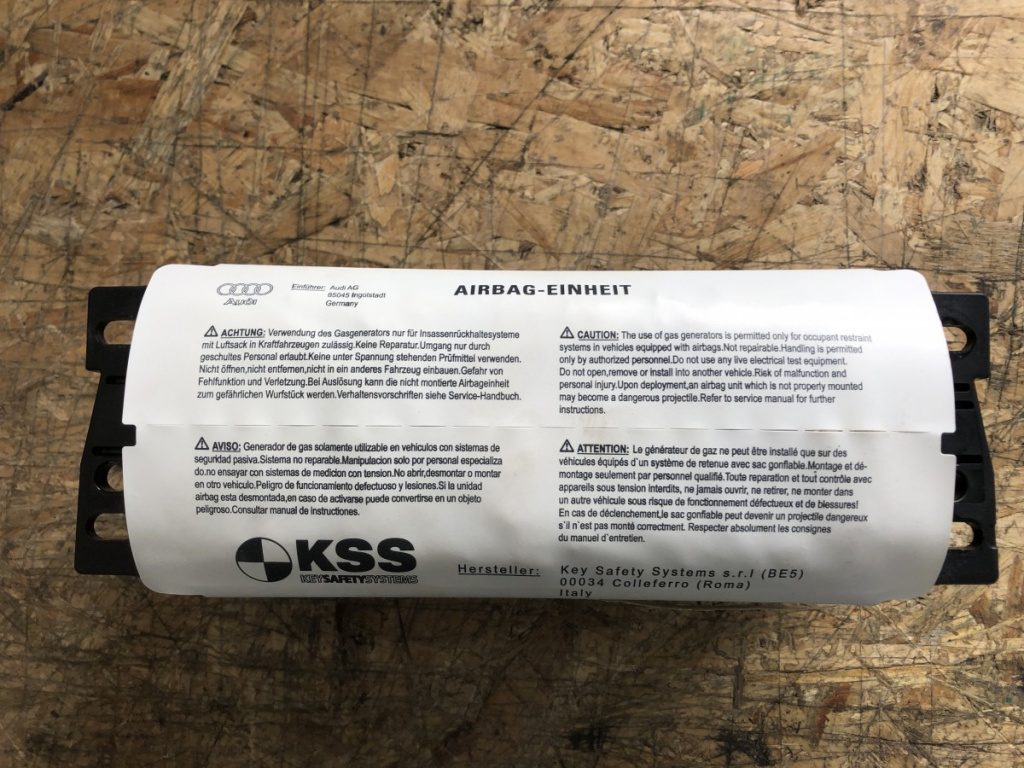 Audi
Einführer: Audi AG
85045 Ingolstadt
Germany
AIRBAG-EINHEIT
ACHTUNG: Verwendung des Gasgenerators nur für Insassenrückhaltesysteme
mit Luftsack in Kraftfahrzeugen zulässig.Keine Reparatur.Umgang nur durch
geschultes Personal erlaubt.Keine unter Spannung stehenden Prüfmittel verwenden.
Nicht öffnen,nicht entfernen,nicht in ein anderes Fahrzeug einbauen.Gefahr von
Fehlfunktion und Verletzung.Bei Auslösung kann die nicht montierte Airbageinheit
zum gefährlichen Wurfstück werden.Verhaltensvorschriften siehe Service-Handbuch.
CAUTION: The use of gas generators is permitted only for occupant restraint
systems in vehicles equipped with airbags.Not repairable.Handling is permitted
only by authorized personnel.Do not use any live electrical test equipment.
Do not open,remove or install into another vehicle.Risk of malfunction and
personal injury.Upon deployment,an airbag unit which is not properly mounted
may become a dangerous projectile.Refer to service manual for further
instructions.
AVISO: Generador de gas solamente utilizable en vehiculos con sistemas de
seguridad pasiva.Sistema no reparable.Manipulacion solo por personal especializa
do.no ensayar con sistemas de medicion con tension.No abrir,desmontar o montar
en otro vehiculo.Peligro de funcionamiento defectuoso y lesiones.Si la unidad
airbag esta desmontada,en caso de activarse puede convertirse en un objeto
peligroso.Consultar manual de instructiones.
ATTENTION: Le générateur de gaz ne peut être installé que sur des
véhicules équipés d´un système de retenue avec sac gonflable.Montage et dé-
montage seulement par personnel qualifié.Toute reparation et tout contrôle avec
appareils sous tension interdits, ne jamais ouvrir, ne retirer, ne monter dans
un autre véhicule sous risque de fonctionnement défectueux et de blessures!
En cas de déclenchement,le sac gonflable peut devenir un projectile dangereux
s´il n´est pas monté correctment. Respecter absolument les consignes
du manuel d´entretien.
KSS
KEYSAFETYSYSTEMS
Hersteller: Key Safety Systems s.r.l (BE5)
00034 Colleferro (Roma)
Italy